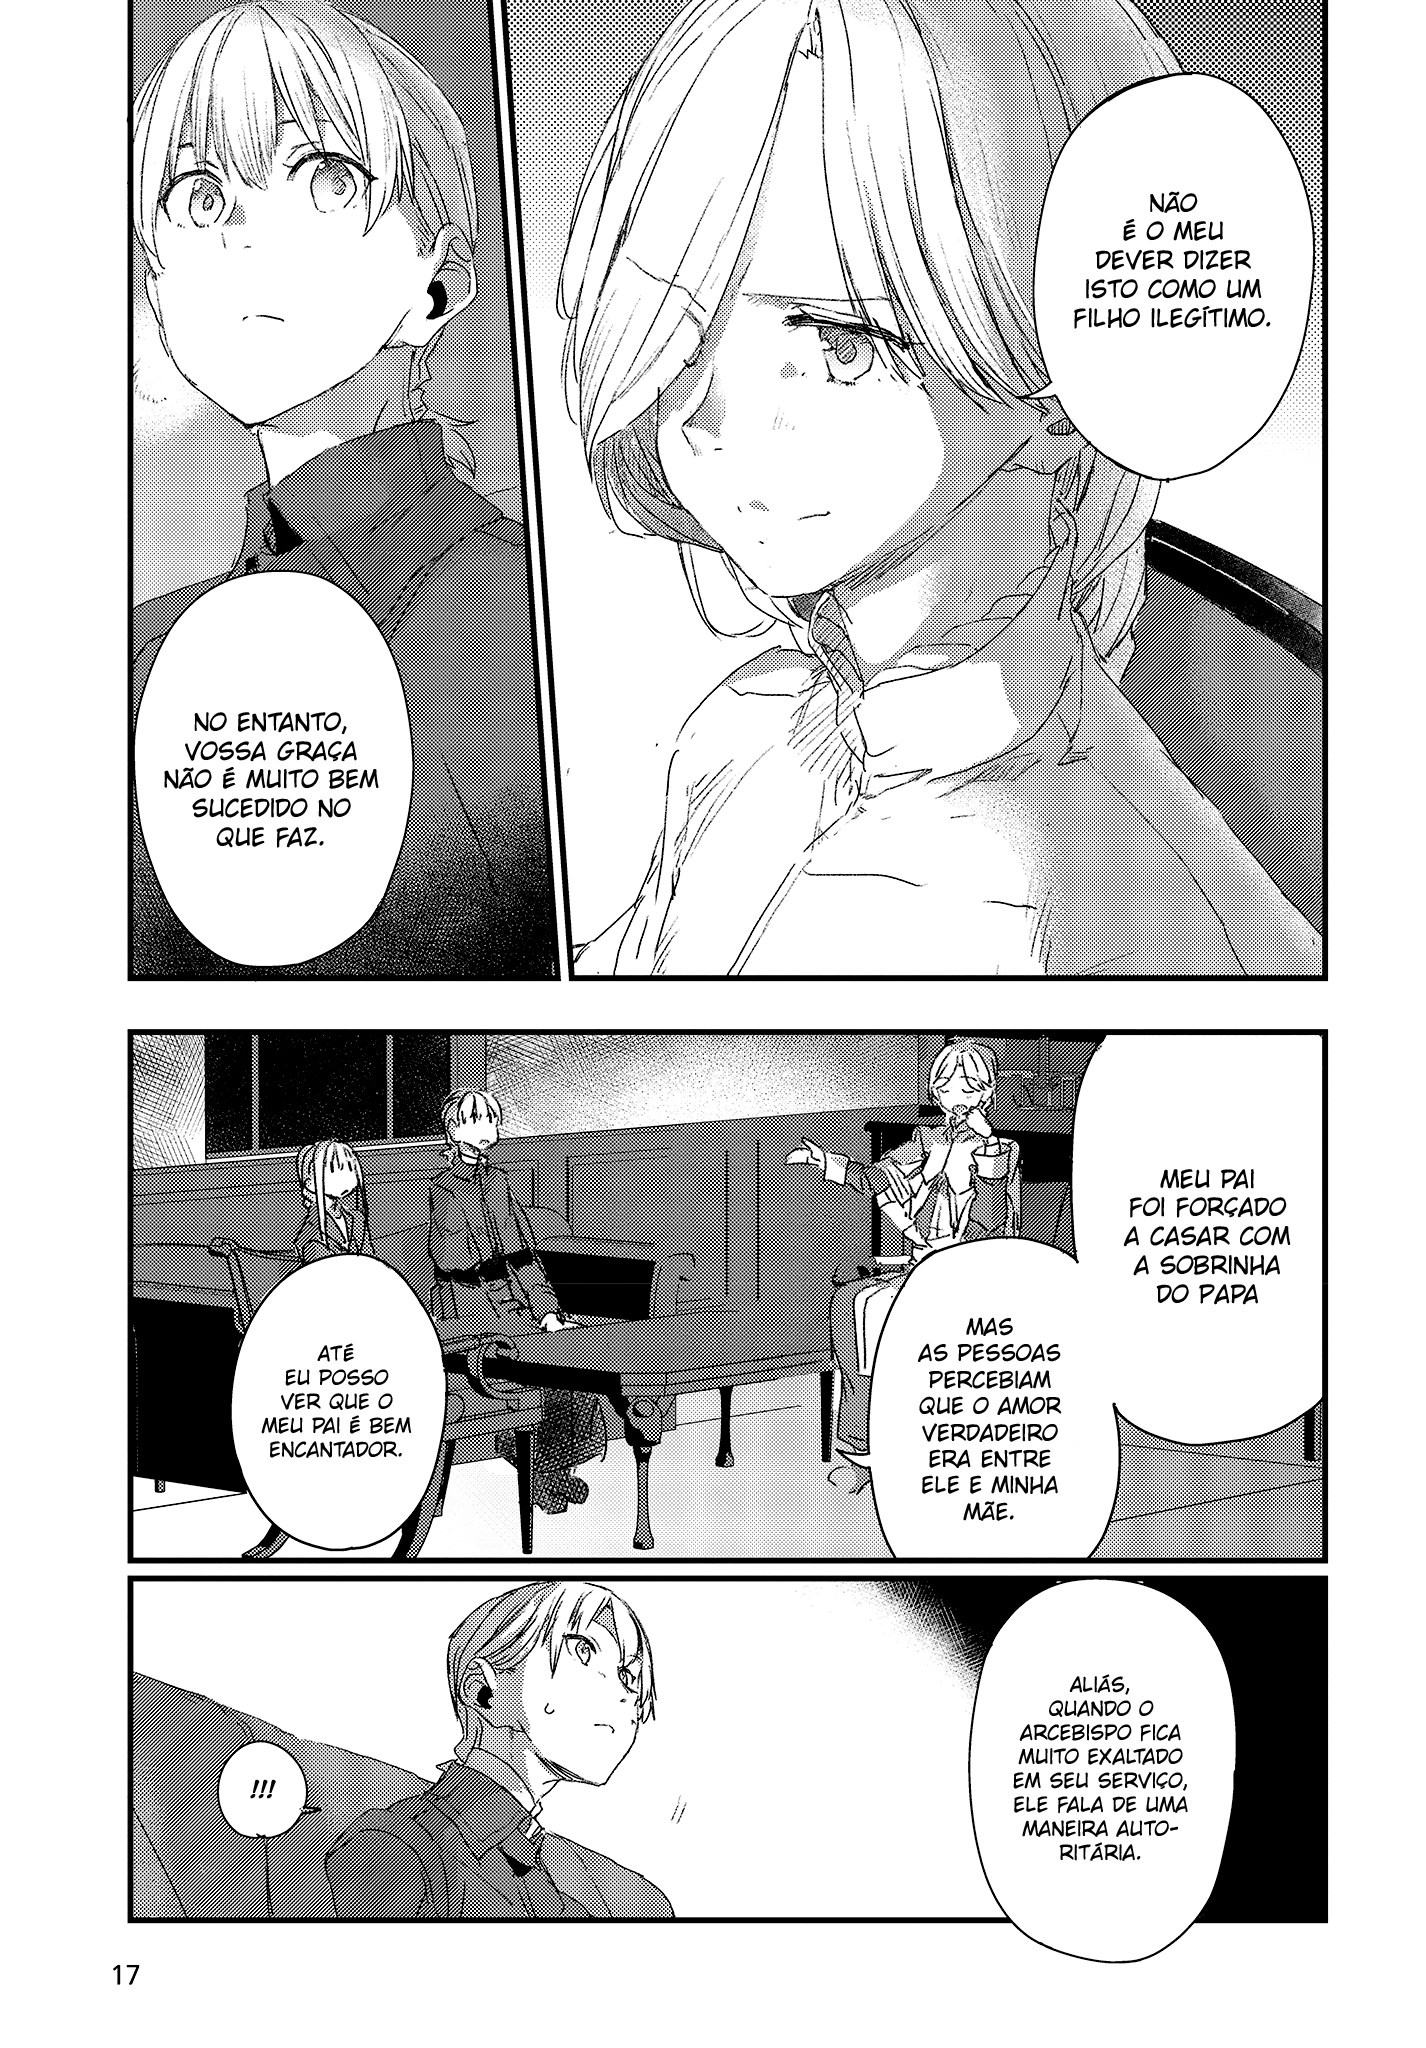 NÃO
É O MEU
DEVER DIZER
ISTO COMO UM
FILHO ILEGÍTIMO.
NO ENTANTO,
VOSSA GRAÇA
NÃO É MUITO BEM
SUCEDIDO NO
QUE FAZ.
MEU PAI
FOI FORÇADO
A CASAR COM
A SOBRINHA
DO PAPA
MAS
AS PESSOAS
PERCEBIAM
QUE O AMOR
VERDADEIRO
ERA ENTRE
ELE E MINHA
MÃE.
ATÉ
EU POSSO
VER QUE O
MEU PAI É BEM
ENCANTADOR.
ALIÁS,
QUANDO O
ARCEBISPO FICA
MUITO EXALTADO
EM SEU SERVIÇO,
ELE FALA DE UMA
MANEIRA AUTO-
RITÁRIA.
!!!
17